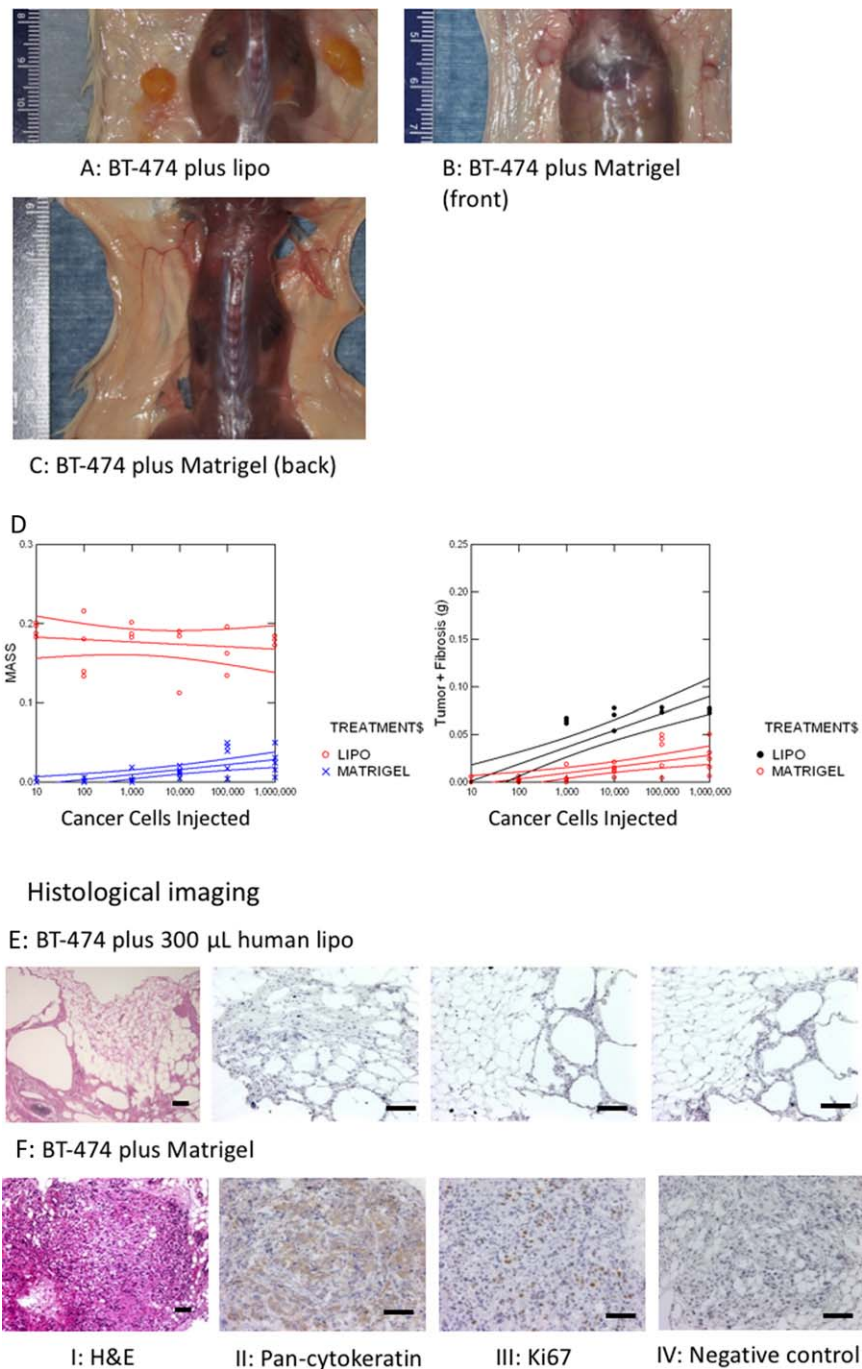 A: BT-474 plus lipo
B: BT-474 plus Matrigel
(front)
C: BT-474 plus Matrigel (back)
D
0.3
0.2
0.1
0.0
MASS
10 100 1,000 10,000 100,000 1,000,000
Cancer Cells Injected
TREATMENT$
LIPO
MATRIGEL
0.25
0.20
0.15
0.10
0.05
0.00
Tumor + Fibrosis (g)
10 100 1,000 10,000 100,000 1,000,000
Cancer Cells Injected
TREATMENT$
LIPO
MATRIGEL
Histological imaging
E: BT-474 plus 300 µL human lipo
F: BT-474 plus Matrigel
I: H&E
II: Pan-cytokeratin
III: Ki67
IV: Negative control